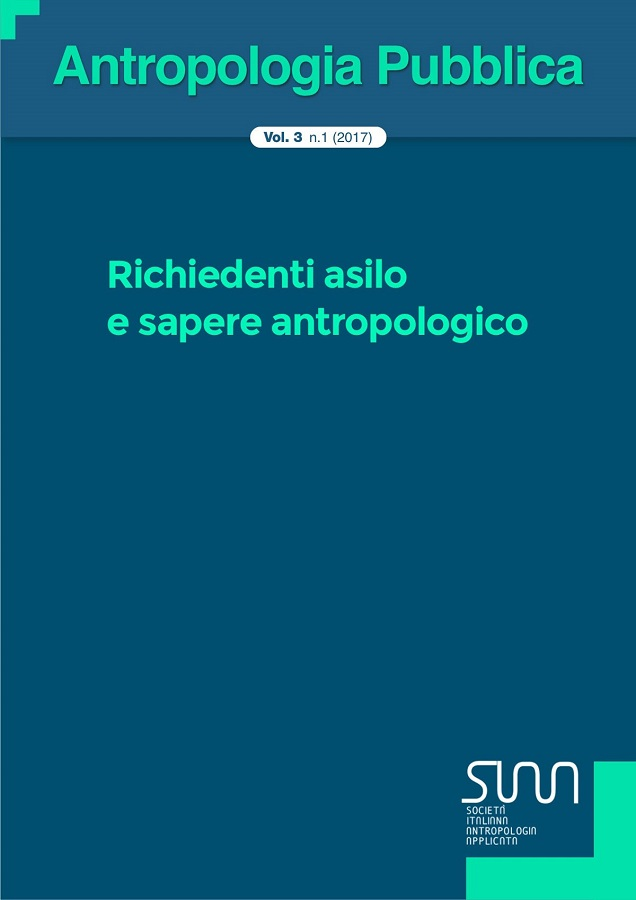 Antropologia Pubblica
Vol. 3 n.1 (2017)
Richiedenti asilo
e sapere antropologico
SIAA
SOCIETÀ
ITALIANA
ANTROPOLOGIA
APPLICATA